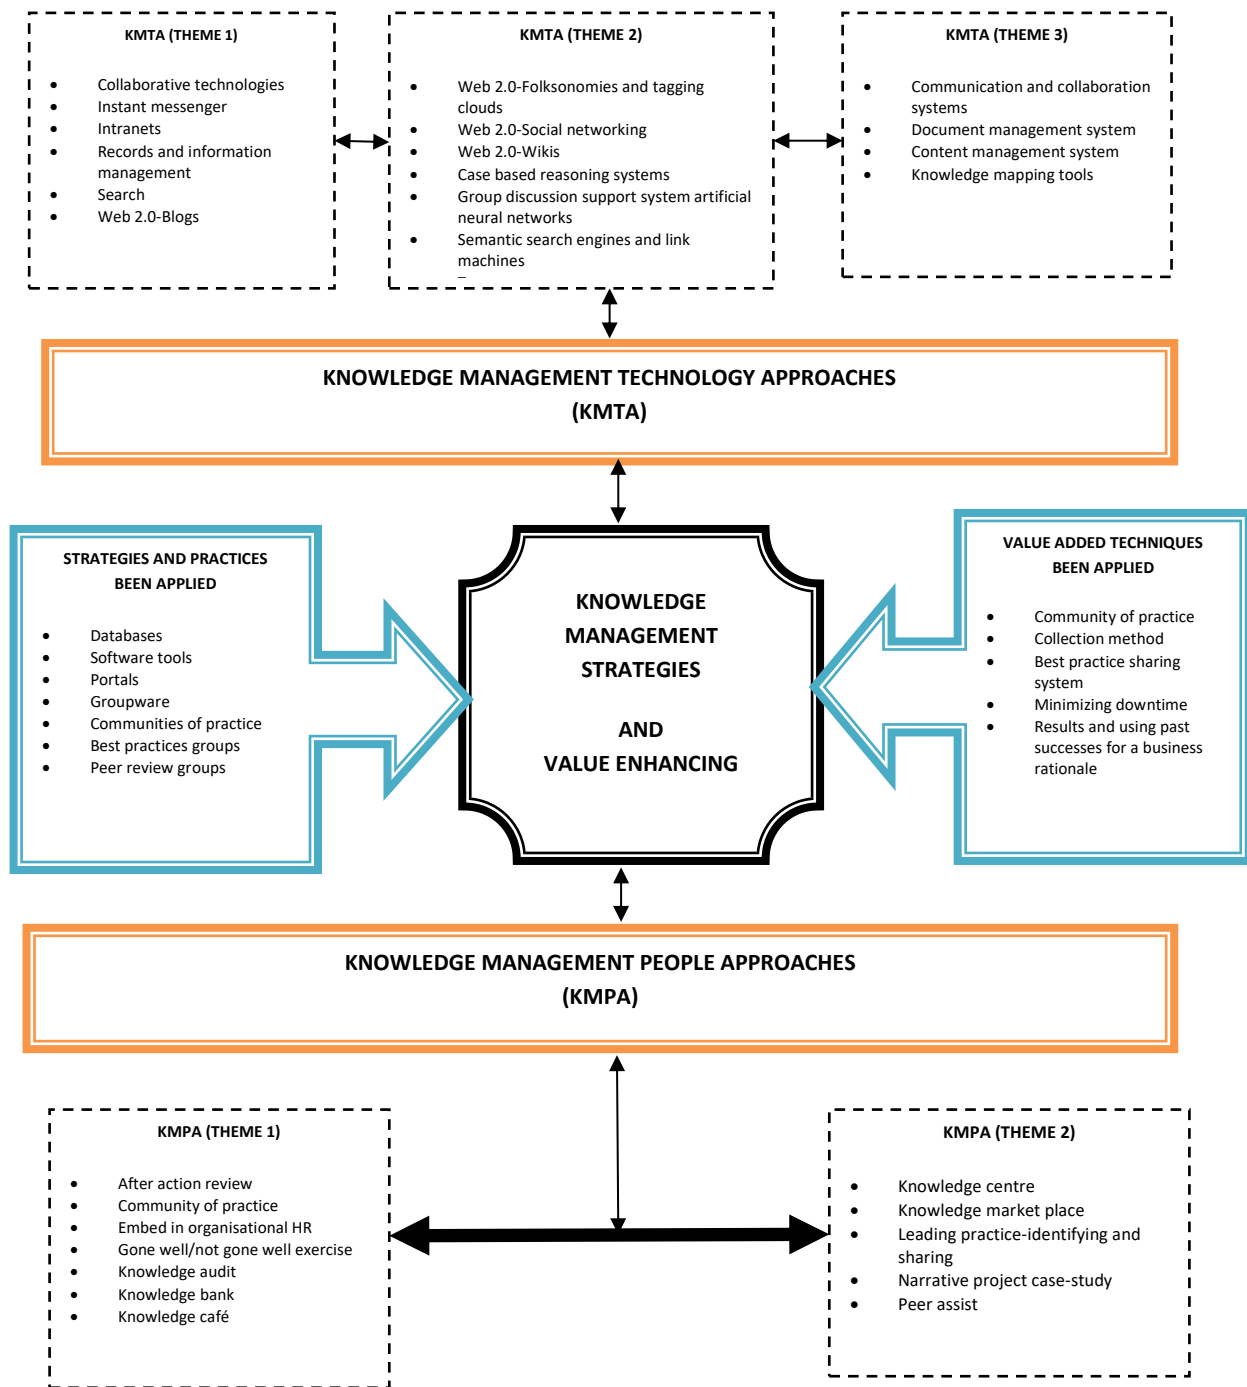 KMTA (THEME 1)
• Collaborative technologies
• Instant messenger
• Intranets
• Records and information
management
• Search
• Web 2.0-Blogs
KMTA (THEME 2)
• Web 2.0-Folksonomies and tagging
clouds
• Web 2.0-Social networking
• Web 2.0-Wikis
• Case based reasoning systems
• Group discussion support system artificial
neural networks
• Semantic search engines and link
machines
KMTA (THEME 3)
• Communication and collaboration
systems
• Document management system
• Content management system
• Knowledge mapping tools
KNOWLEDGE MANAGEMENT TECHNOLOGY APPROACHES
(KMTA)
STRATEGIES AND PRACTICES
BEEN APPLIED
• Databases
• Software tools
• Portals
• Groupware
• Communities of practice
• Best practices groups
• Peer review groups
KNOWLEDGE
MANAGEMENT
STRATEGIES
AND
VALUE ENHANCING
VALUE ADDED TECHNIQUES
BEEN APPLIED
• Community of practice
• Collection method
• Best practice sharing
system
• Minimizing downtime
• Results and using past
successes for a business
rationale
KNOWLEDGE MANAGEMENT PEOPLE APPROACHES
(KMPA)
KMPA (THEME 1)
• After action review
• Community of practice
• Embed in organisational HR
• Gone well/not gone well exercise
• Knowledge audit
• Knowledge bank
• Knowledge café
KMPA (THEME 2)
• Knowledge centre
• Knowledge market place
• Leading practice-identifying and
sharing
• Narrative project case-study
• Peer assist